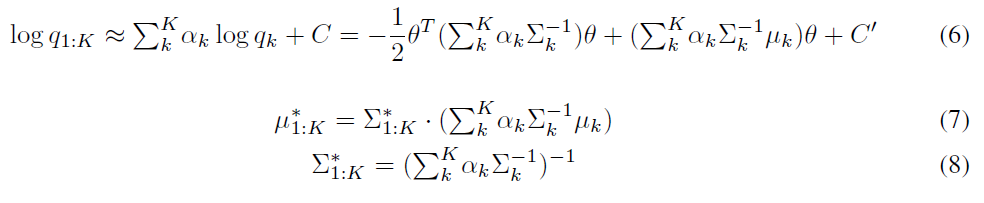 log q_{1:K} ≈ ∑_k^K α_k log q_k + C = -\frac{1}{2} θ^T (∑_k^K α_k Σ_k^{-1}) θ + (∑_k^K α_k Σ_k^{-1} μ_k) θ + C′ (6)
μ^*_{1:K} = Σ^*_{1:K} · (∑_k^K α_k Σ_k^{-1} μ_k) (7)
Σ^*_{1:K} = (∑_k^K α_k Σ_k^{-1})^{-1} (8)